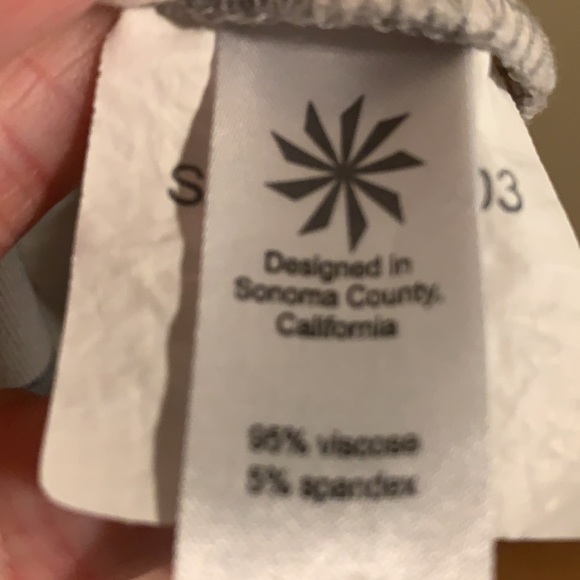 S
03
Designed in
Sonoma County,
California
95% viscose
5% spandex